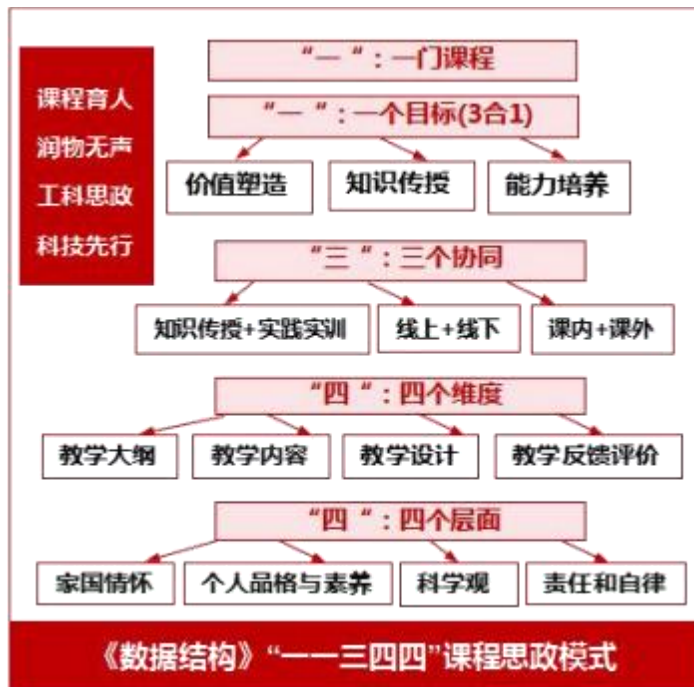 课程育人
润物无声
工科思政
科技先行
“一“：一门课程
“一“：一个目标(3合1)
价值塑造
知识传授
能力培养
“三“：三个协同
知识传授+实践实训
线上+线下
课内+课外
“四“：四个维度
教学大纲
教学内容
教学设计
教学反馈评价
“四“：四个层面
家国情怀
个人品格与素养
科学观
责任和自律
《数据结构》“一一三四四”课程思政模式